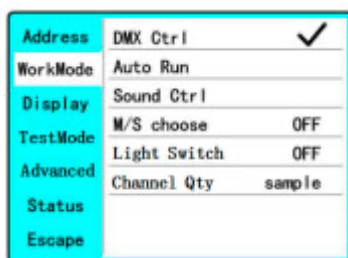 Address
WorkMode
Display
TestMode
Advanced
Status
Escape
DMX Ctrl ✓
Auto Run
Sound Ctrl
M/S choose OFF
Light Switch OFF
Channel Qty sample